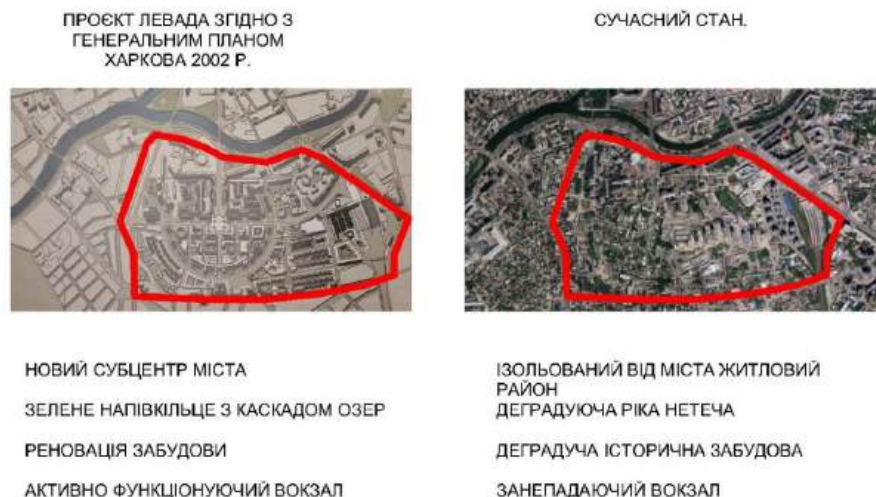 ПРОЄКТ ЛЕВАДА ЗГІДНО З
ГЕНЕРАЛЬНИМ ПЛАНОМ
ХАРКОВА 2002 Р.
СУЧАСНИЙ СТАН.
НОВИЙ СУБЦЕНТР МІСТА
ЗЕЛЕНЕ НАПІВКІЛЬЦЕ З КАСКАДОМ ОЗЕР
РЕНОВАЦІЯ ЗАБУДОВИ
АКТИВНО ФУНКЦІОНУЮЧИЙ ВОКЗАЛ
ІЗОЛЬОВАНИЙ ВІД МІСТА ЖИТЛОВИЙ
РАЙОН
ДЕГРАДУЮЧА РІКА НЕТЕЧА
ДЕГРАДУЧА ІСТОРИЧНА ЗАБУДОВА
ЗАНЕПАДАЮЧИЙ ВОКЗАЛ